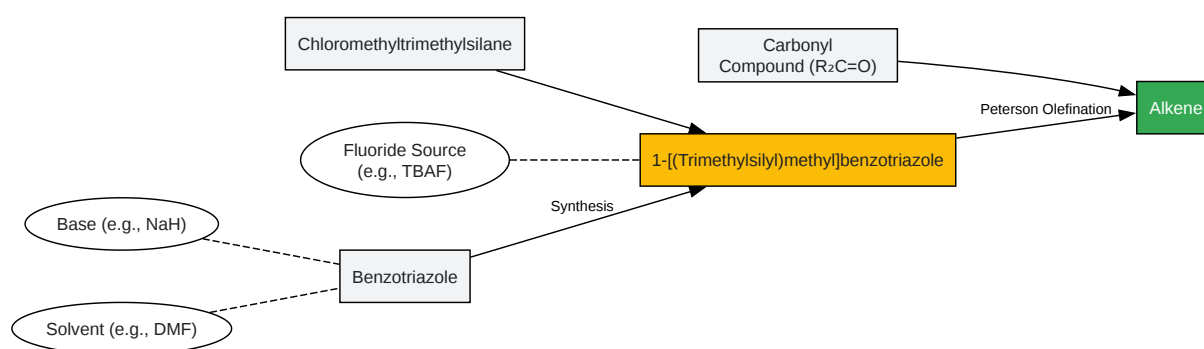 Chloromethyltrimethylsilane
Carbonyl
Compound (R₂C=O)
Alkene
Peterson Olefination
Fluoride Source
(e.g., TBAF)
1-[(Trimethylsilyl)methyl]benzotriazole
Synthesis
Base (e.g., NaH)
Benzotriazole
Solvent (e.g., DMF)